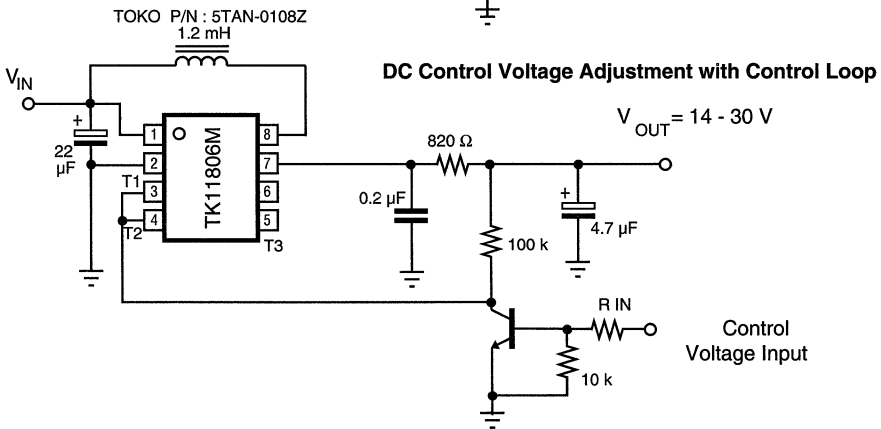 TOKO P/N : 5TAN-0108Z
1.2 mH
DC Control Voltage Adjustment with Control Loop
VIN
V OUT = 14 - 30 V
+
22 µF
1
2
3
4
8
7
6
5
TK11806M
T1
T2
T3
820 Ω
0.2 µF
+
4.7 µF
100 k
R IN
10 k
Control
Voltage Input